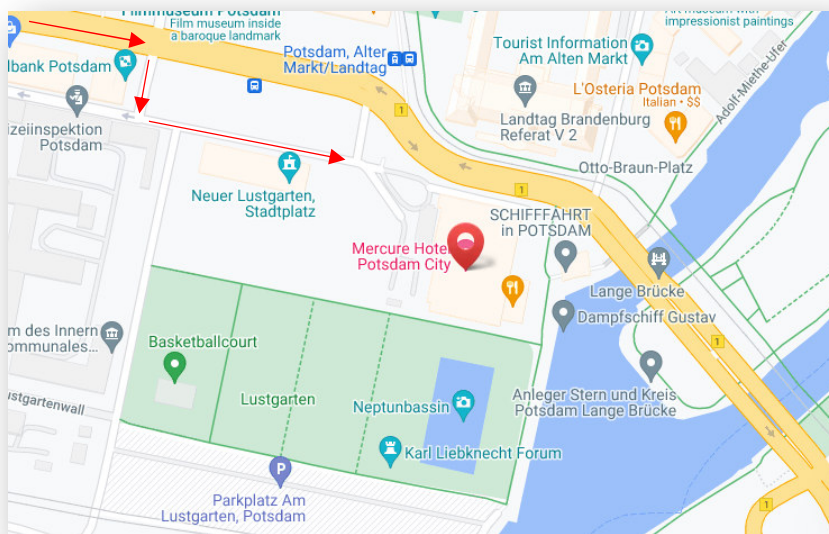 Filmmuseum Potsdam
Film museum inside
a baroque landmark
Art museum with
impressionist paintings
Potsdam, Alter
Markt/Landtag
Tourist Information
Am Alten Markt
lbank Potsdam
L'Osteria Potsdam
Italian • $$
Adolf-Miethe-Ufer
Landtag Brandenburg
Referat V 2
izeiinspektion
Potsdam
1
Otto-Braun-Platz
Neuer Lustgarten,
Stadtplatz
1
SCHIFFFAHRT
in POTSDAM
Mercure Hotel
Potsdam City
Lange Brücke
Dampfschiff Gustav
m des Innern
ommunales...
Basketballcourt
1
Lustgarten
Neptunbassin
Anleger Stern und Kreis
Potsdam Lange Brücke
ustgartenwall
Karl Liebknecht Forum
P
Parkplatz Am
Lustgarten, Potsdam
1